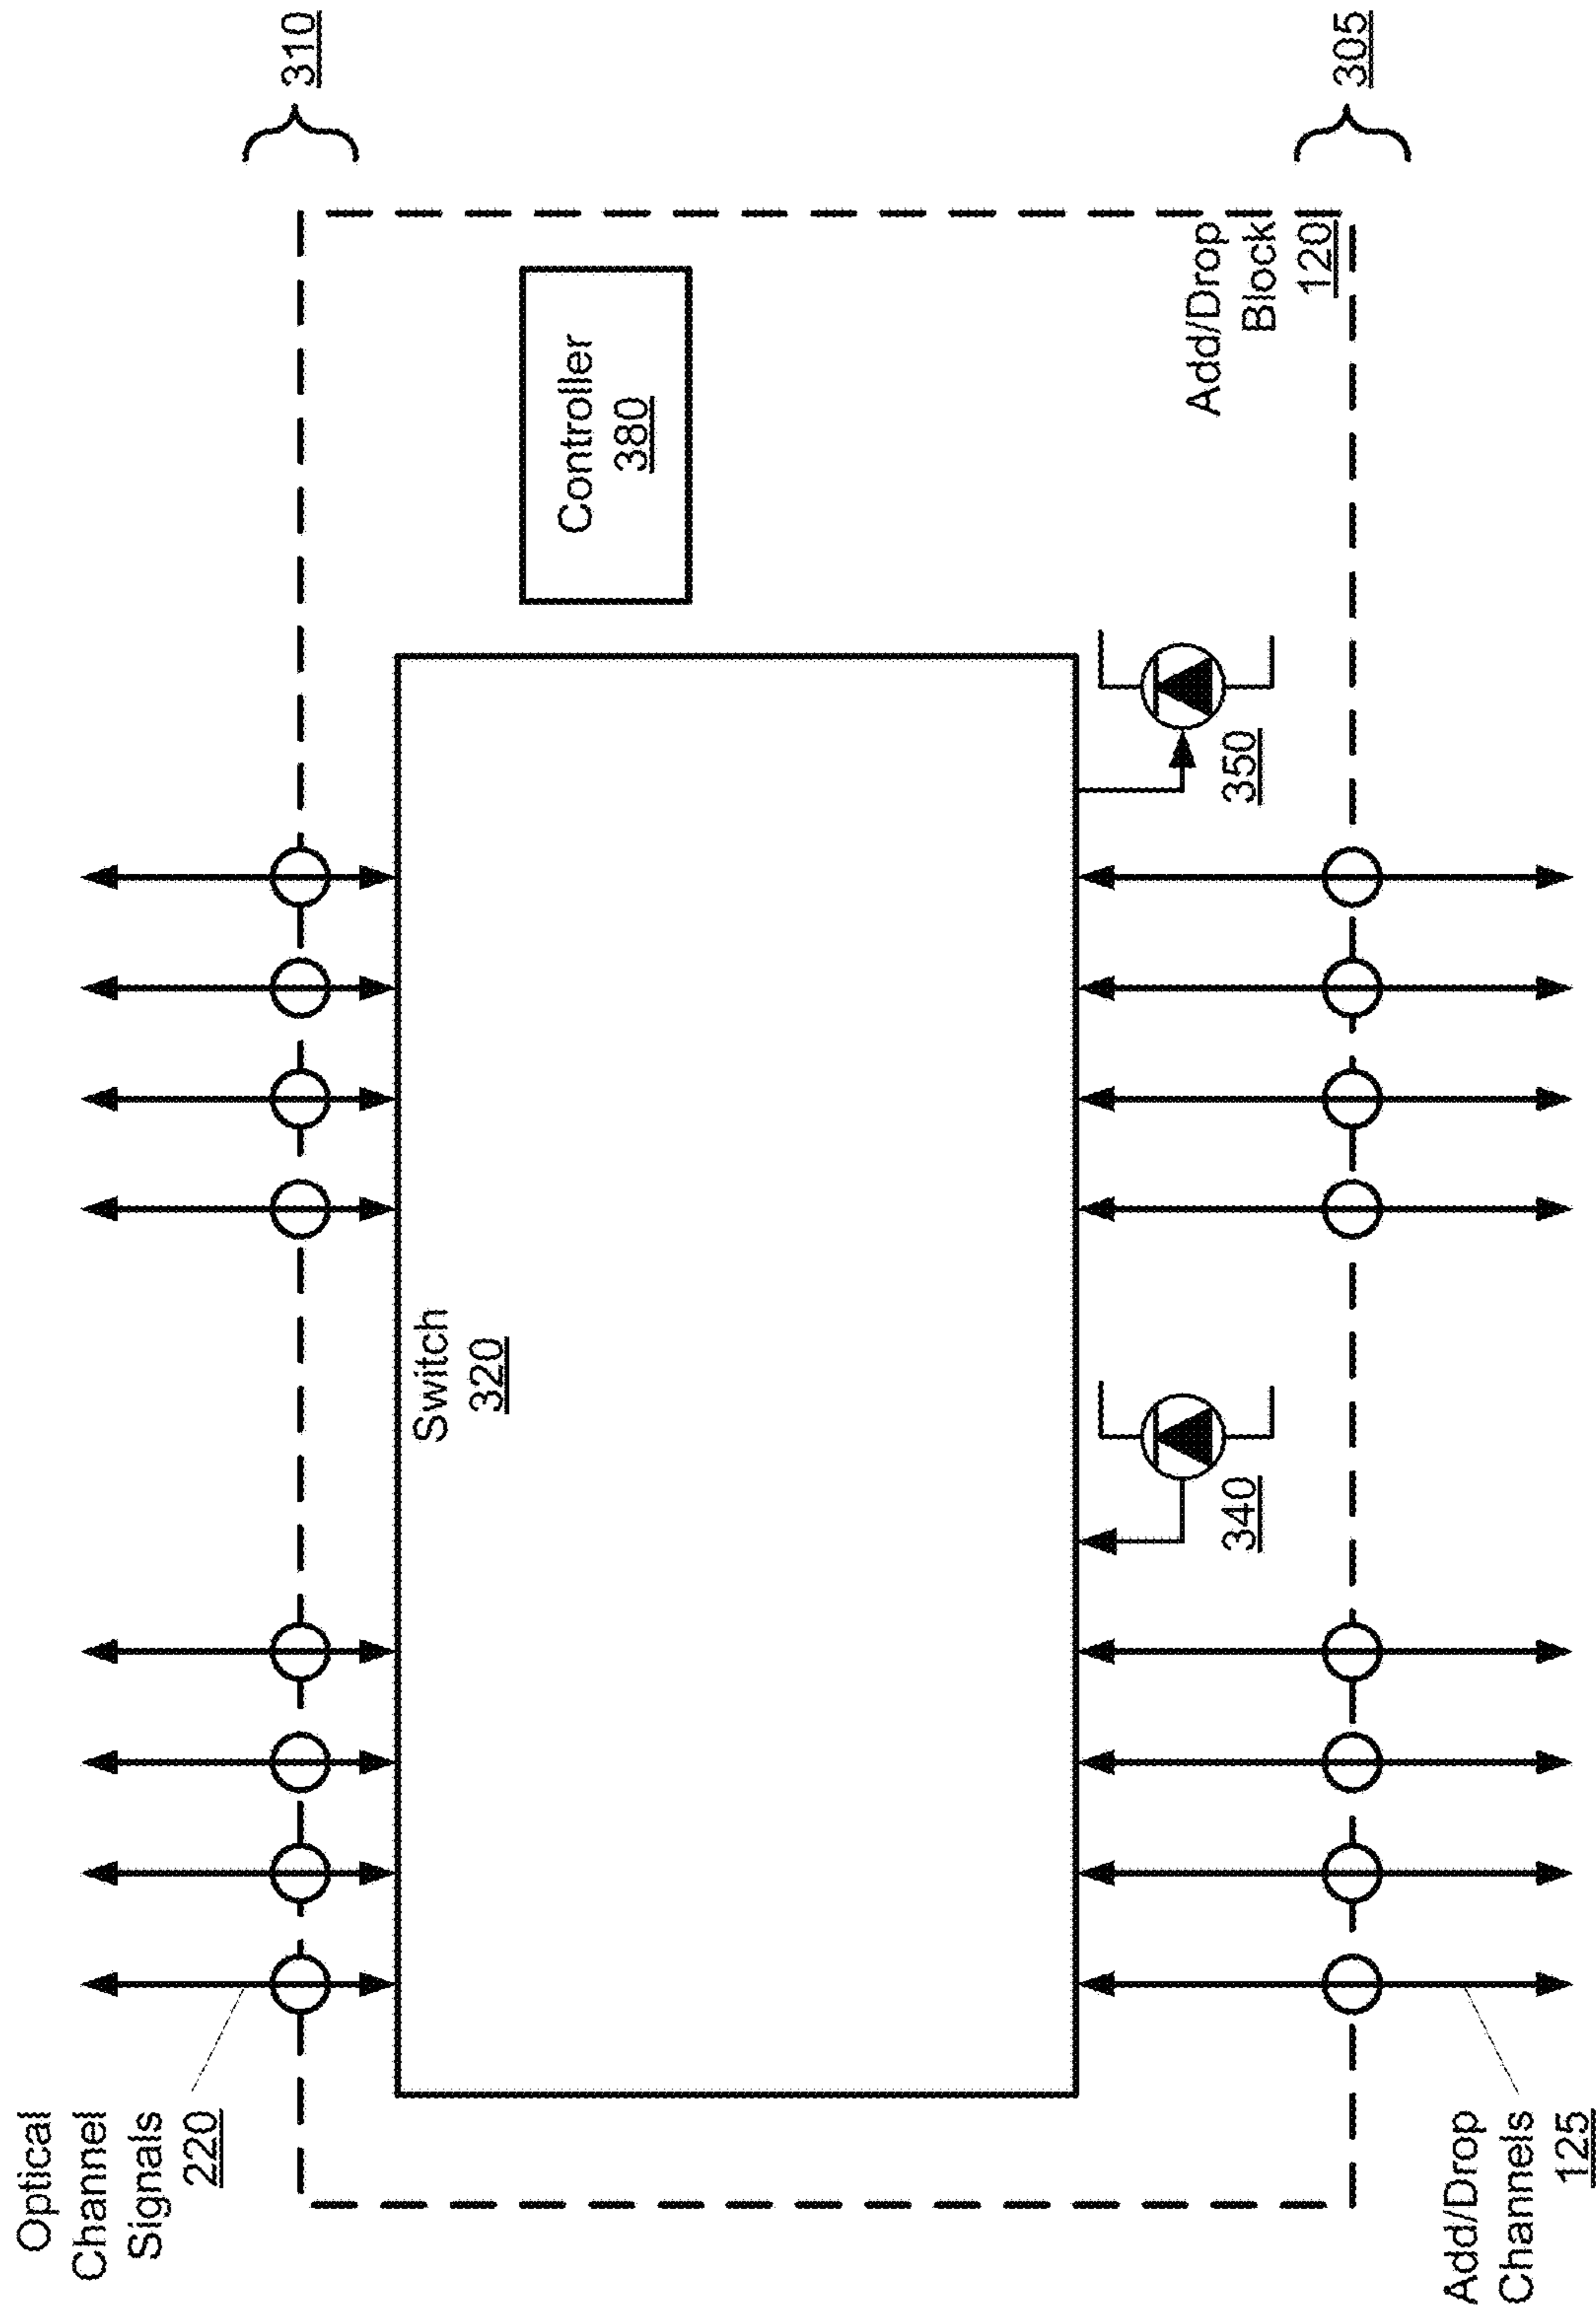 Optical
Channel
Signals
220
310
Switch
320
Controller
380
340
350
Add/Drop
Block
120
Add/Drop
Channels
125
305